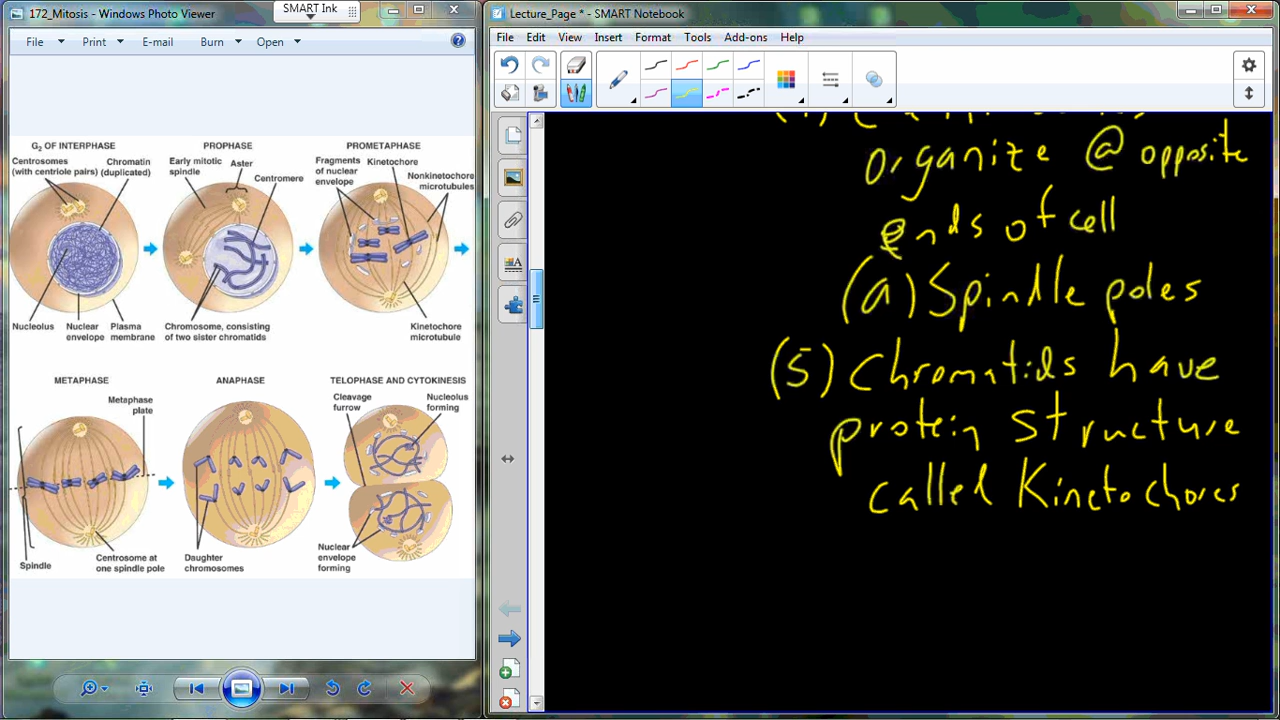 172_Mitosis - Windows Photo Viewer
SMART Ink
File Print E-mail Burn Open
G₂ OF INTERPHASE
Centrosomes
(with centriole pairs)
Chromatin
(duplicated)
Nucleolus
Nuclear
envelope
Plasma
membrane
PROPHASE
Early mitotic
spindle
Aster
Centromere
Chromosome, consisting
of two sister chromatids
PROMETAPHASE
Fragments
of nuclear
envelope
Kinetochore
Nonkinetochore
microtubules
Kinetochore
microtubule
METAPHASE
Metaphase
plate
Spindle
Centrosome at
one spindle pole
ANAPHASE
Daughter
chromosomes
TELOPHASE AND CYTOKINESIS
Cleavage
furrow
Nucleolus
forming
Nuclear
envelope
forming
Lecture_Page * - SMART Notebook
File Edit View Insert Format Tools Add-ons Help
organize @ opposite
ends of cell
(a) Spindle poles
(5) Chromatids have
protein structure
called Kinetochores